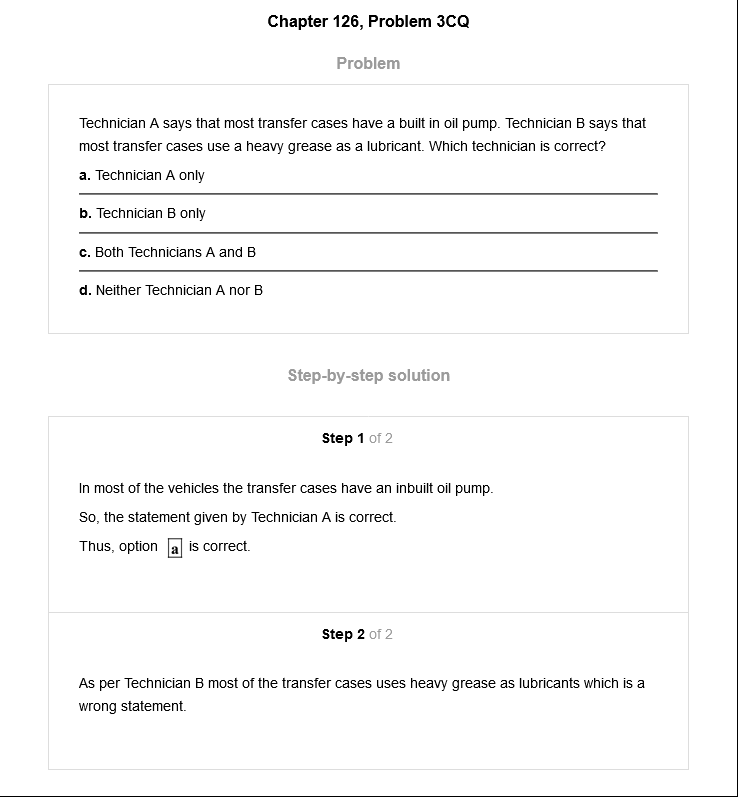 Chapter 126, Problem 3CQ
Problem
Technician A says that most transfer cases have a built in oil pump. Technician B says that
most transfer cases use a heavy grease as a lubricant. Which technician is correct?
a. Technician A only
b. Technician B only
c. Both Technicians A and B
d. Neither Technician A nor B
Step-by-step solution
Step 1 of 2
In most of the vehicles the transfer cases have an inbuilt oil pump.
So, the statement given by Technician A is correct.
Thus, option a is correct.
Step 2 of 2
As per Technician B most of the transfer cases uses heavy grease as lubricants which is a
wrong statement.